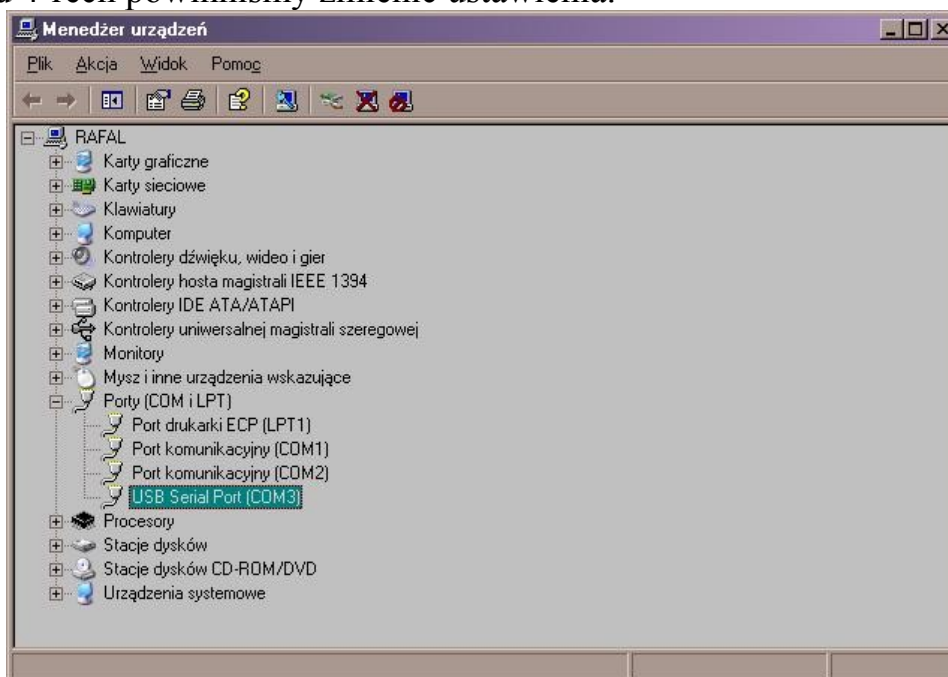 powinniśmy zmienić ustawienia.
Menedżer urządzeń
Plik Akcja Widok Pomoc
RAFAL
Karty graficzne
Karty sieciowe
Klawiatury
Komputer
Kontrolery dźwięku, wideo i gier
Kontrolery hosta magistrali IEEE 1394
Kontrolery IDE ATA/ATAPI
Kontrolery uniwersalnej magistrali szeregowej
Monitory
Mysz i inne urządzenia wskazujące
Porty (COM i LPT)
Port drukarki ECP (LPT1)
Port komunikacyjny (COM1)
Port komunikacyjny (COM2)
USB Serial Port (COM3)
Procesory
Stacje dysków
Stacje dysków CD-ROM/DVD
Urządzenia systemowe